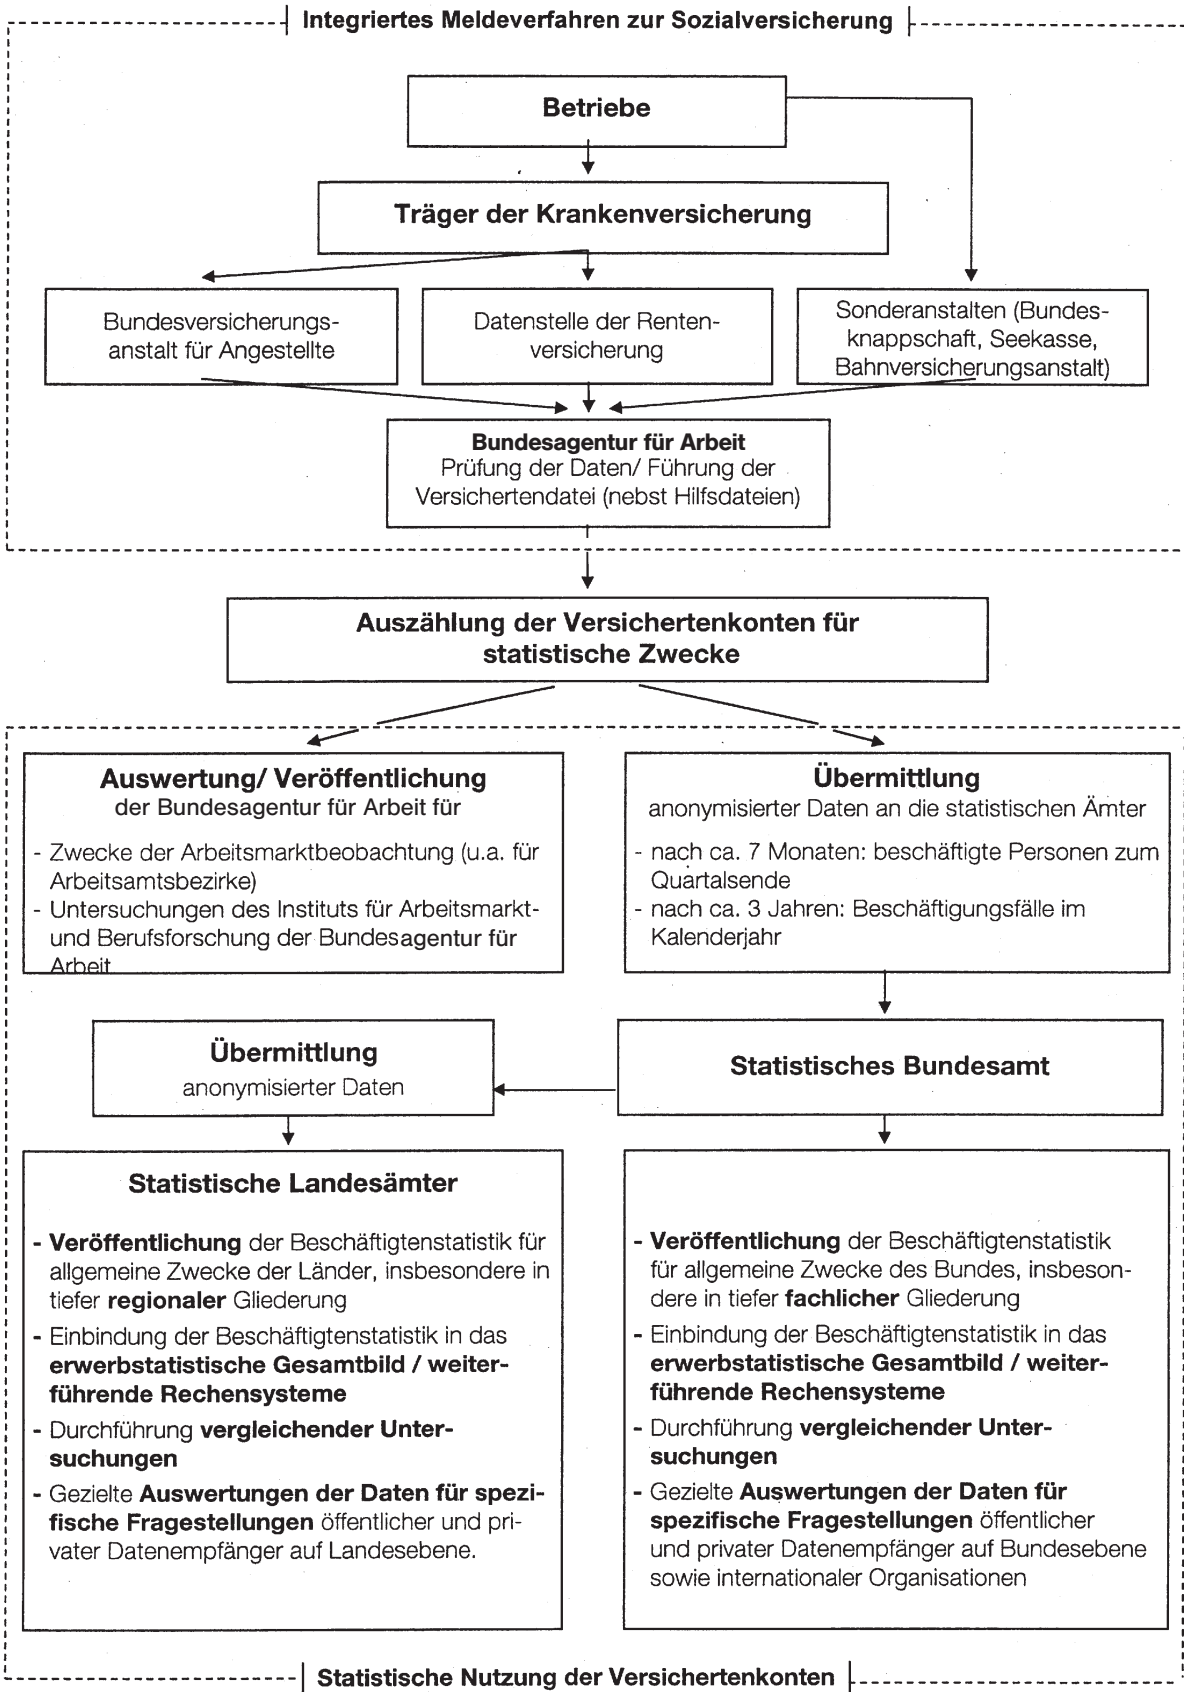 Integriertes Meldeverfahren zur Sozialversicherung
Betriebe
Träger der Krankenversicherung
Bundesversicherungs-
anstalt für Angestellte
Datenstelle der Renten-
versicherung
Sonderanstalten (Bundes-
knappschaft, Seekasse,
Bahnversicherungsanstalt)
Bundesagentur für Arbeit
Prüfung der Daten/ Führung der
Versichertendatei (nebst Hilfsdateien)
Auszählung der Versichertenkonten für
statistische Zwecke
Auswertung/ Veröffentlichung
der Bundesagentur für Arbeit für
- Zwecke der Arbeitsmarktbeobachtung (u.a. für
Arbeitsamtsbezirke)
- Untersuchungen des Instituts für Arbeitsmarkt-
und Berufsforschung der Bundesagentur für
Arbeit
Übermittlung
anonymisierter Daten an die statistischen Ämter
- nach ca. 7 Monaten: beschäftigte Personen zum
Quartalsende
- nach ca. 3 Jahren: Beschäftigungsfälle im
Kalenderjahr
Übermittlung
anonymisierter Daten
Statistisches Bundesamt
Statistische Landesämter
- Veröffentlichung der Beschäftigtenstatistik für
allgemeine Zwecke der Länder, insbesondere in
tiefer regionaler Gliederung
- Einbindung der Beschäftigtenstatistik in das
erwerbstatistische Gesamtbild / weiter-
führende Rechensysteme
- Durchführung vergleichender Unter-
suchungen
- Gezielte Auswertungen der Daten für spezi-
fische Fragestellungen öffentlicher und pri-
vater Datenempfänger auf Landesebene.
- Veröffentlichung der Beschäftigtenstatistik
für allgemeine Zwecke des Bundes, insbeson-
dere in tiefer fachlicher Gliederung
- Einbindung der Beschäftigtenstatistik in das
erwerbstatistische Gesamtbild / weiter-
führende Rechensysteme
- Durchführung vergleichender Unter-
suchungen
- Gezielte Auswertungen der Daten für
spezifische Fragestellungen öffentlicher
und privater Datenempfänger auf Bundesebene
sowie internationaler Organisationen
Statistische Nutzung der Versichertenkonten